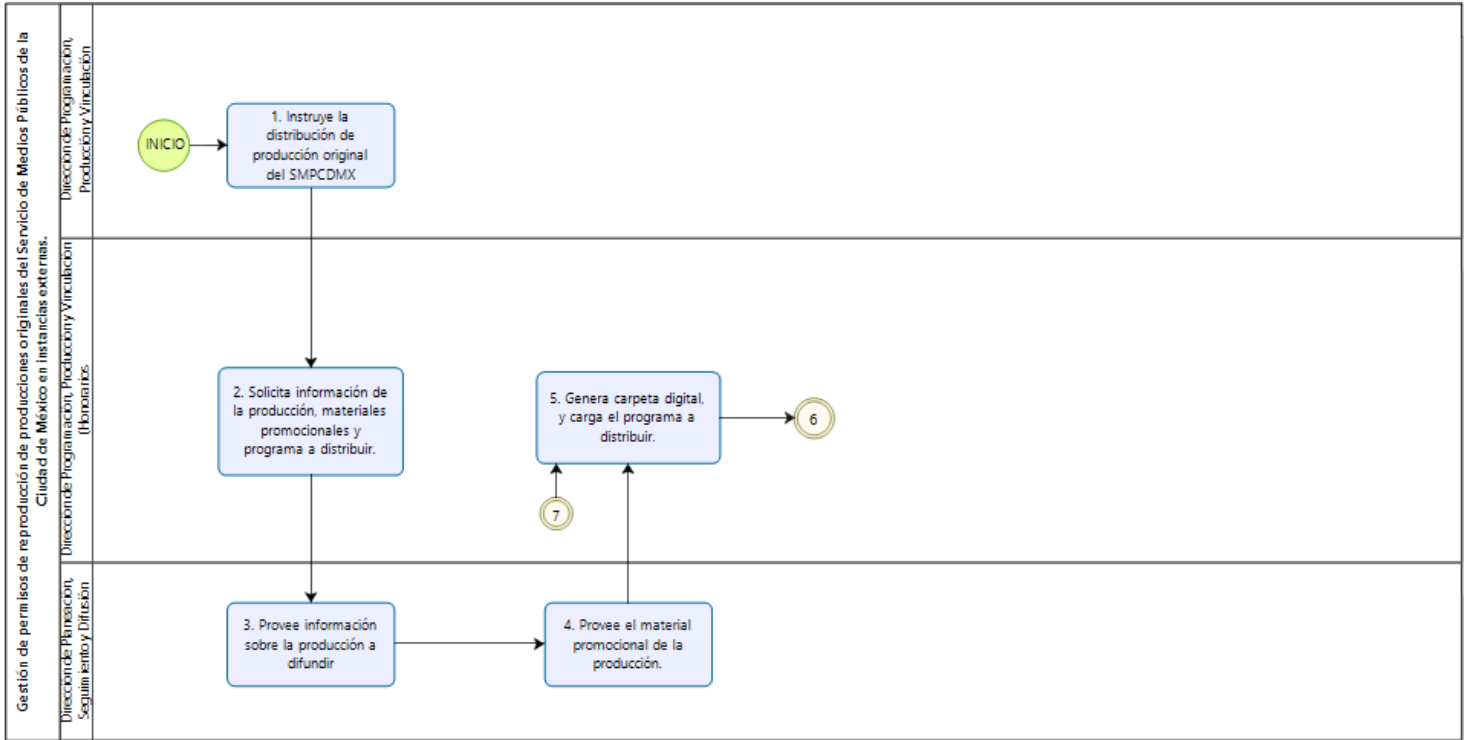 Gestión de permisos de reproducción de producciones originales del Servicio de Medios Públicos de la
Ciudad de México en instancias externas.
Dirección de Programación,
Producción y Vinculación
INICIO
1. Instruye la
distribución de
producción original
del SMPCDMX
Dirección de Programación, Producción y Vinculación
(Honorarios
2. Solicita información de
la producción, materiales
promocionales y
programa a distribuir.
5. Genera carpeta digital,
y carga el programa a
distribuir.
6
7
Dirección de Planeación,
Seguimiento y Difusión
3. Provee información
sobre la producción a
difundir
4. Provee el material
promocional de la
producción.